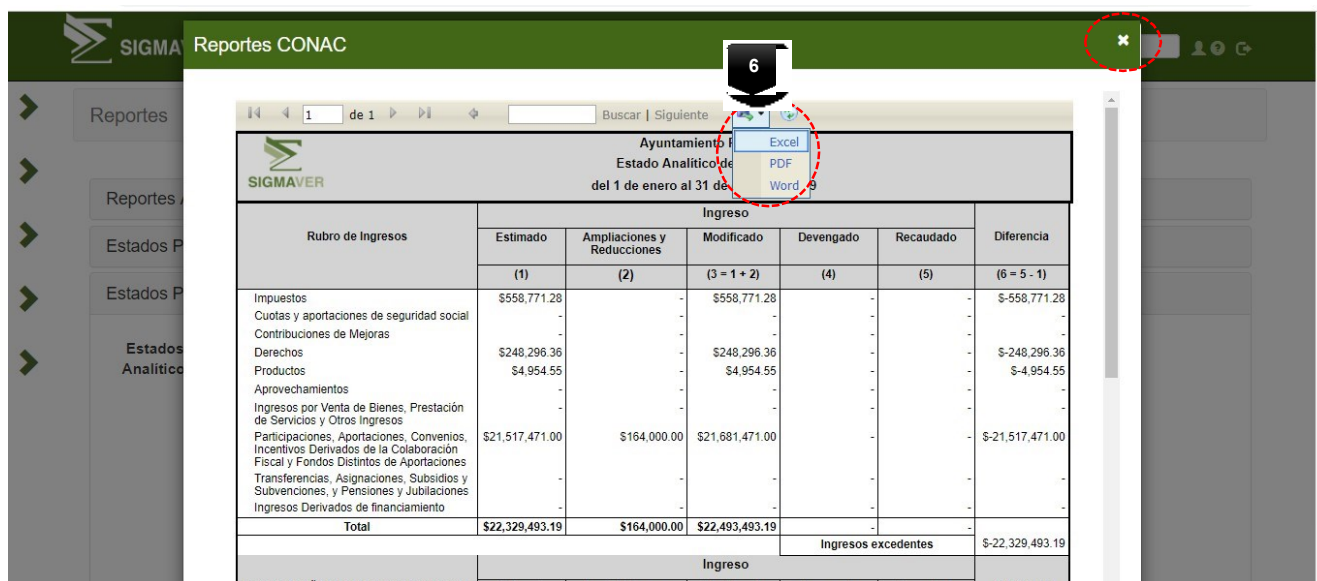 SIGMA
Reportes CONAC
6
Reportes
1 de 1 Buscar | Siguiente
Excel
PDF
Word
SIGMAVER
Ayuntamiento
Estado Analítico de
del 1 de enero al 31 de 9
Reportes
Estados P
Estados P
Estados
Analítico
Ingreso
Rubro de Ingresos Estimado Ampliaciones y Reducciones Modificado Devengado Recaudado Diferencia
(1) (2) (3 = 1 + 2) (4) (5) (6 = 5 - 1)
Impuestos $558,771.28 - $558,771.28 - - $-558,771.28
Cuotas y aportaciones de seguridad social - - - - - -
Contribuciones de Mejoras - - - - - -
Derechos $248,296.36 - $248,296.36 - - $-248,296.36
Productos $4,954.55 - $4,954.55 - - $-4,954.55
Aprovechamientos - - - - - -
Ingresos por Venta de Bienes, Prestación - - - - - -
de Servicios y Otros Ingresos
Participaciones, Aportaciones, Convenios, $21,517,471.00 $164,000.00 $21,681,471.00 - - $-21,517,471.00
Incentivos Derivados de la Colaboración
Fiscal y Fondos Distintos de Aportaciones
Transferencias, Asignaciones, Subsidios y - - - - - -
Subvenciones, y Pensiones y Jubilaciones
Ingresos Derivados de financiamiento - - - - - -
Total $22,329,493.19 $164,000.00 $22,493,493.19 - -
Ingresos excedentes $-22,329,493.19
Ingreso